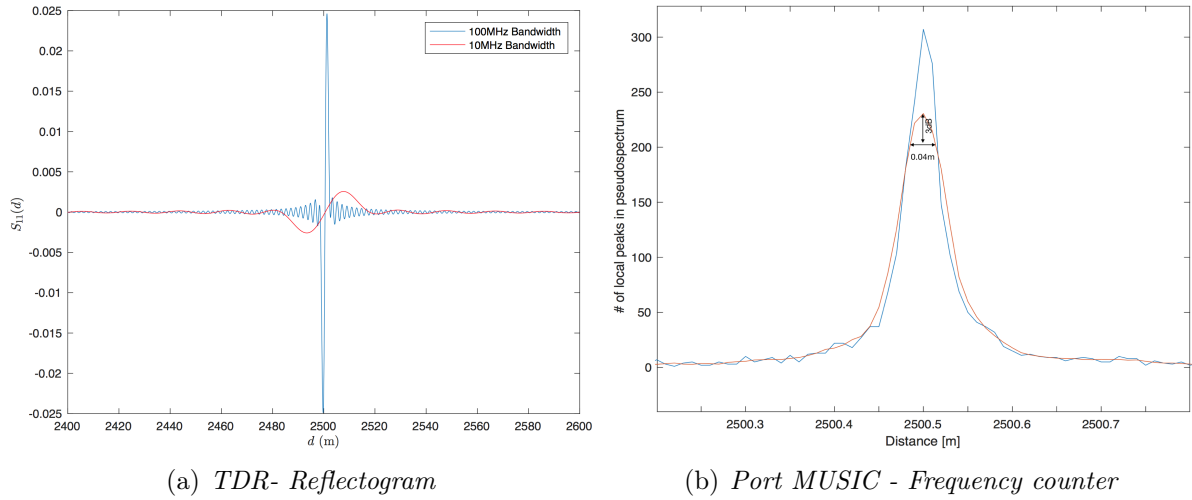 0.025
0.02
0.015
0.01
0.005
0
-0.005
-0.01
-0.015
-0.02
-0.025
S11(d)
100MHz Bandwidth
10MHz Bandwidth
2400 2420 2440 2460 2480 2500 2520 2540 2560 2580 2600
d (m)
(a) TDR- Reflectogram
300
250
200
150
100
50
0
# of local peaks in pseudospectrum
3dB
0.04m
2500.3 2500.4 2500.5 2500.6 2500.7
Distance [m]
(b) Port MUSIC - Frequency counter